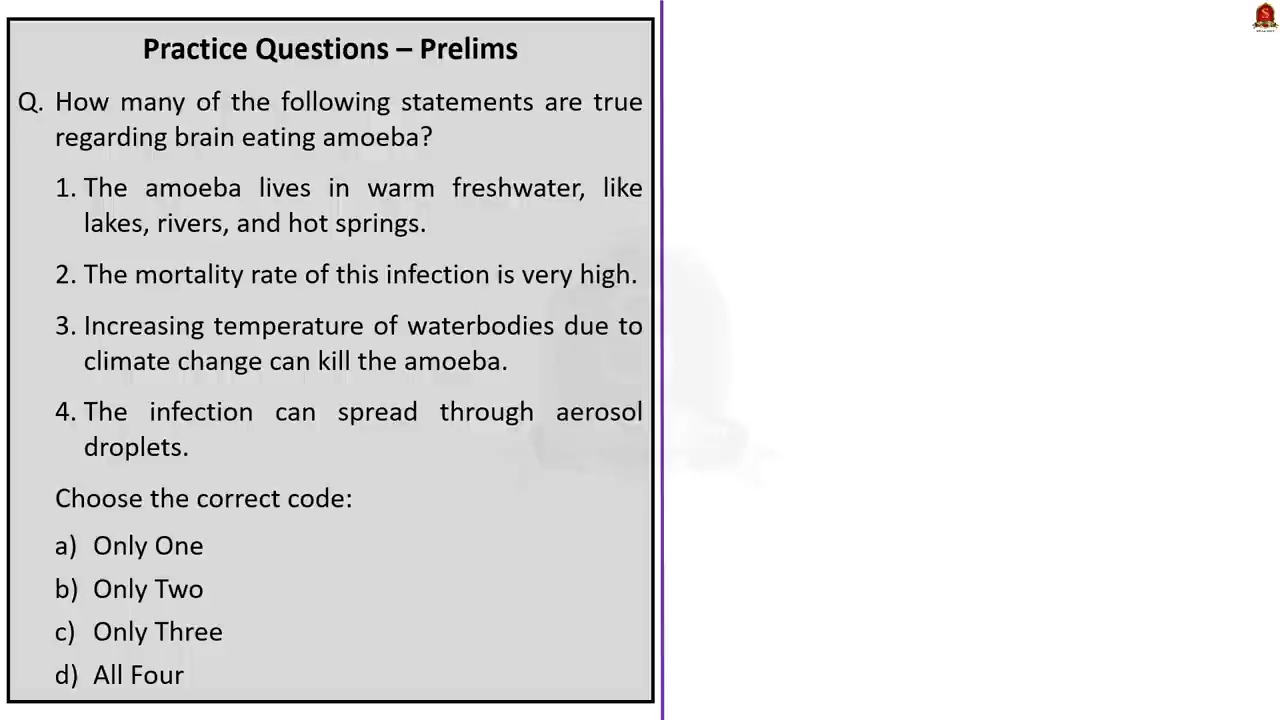 Practice Questions – Prelims
Q. How many of the following statements are true
regarding brain eating amoeba?
1. The amoeba lives in warm freshwater, like
lakes, rivers, and hot springs.
2. The mortality rate of this infection is very high.
3. Increasing temperature of waterbodies due to
climate change can kill the amoeba.
4. The infection can spread through aerosol
droplets.
Choose the correct code:
a) Only One
b) Only Two
c) Only Three
d) All Four